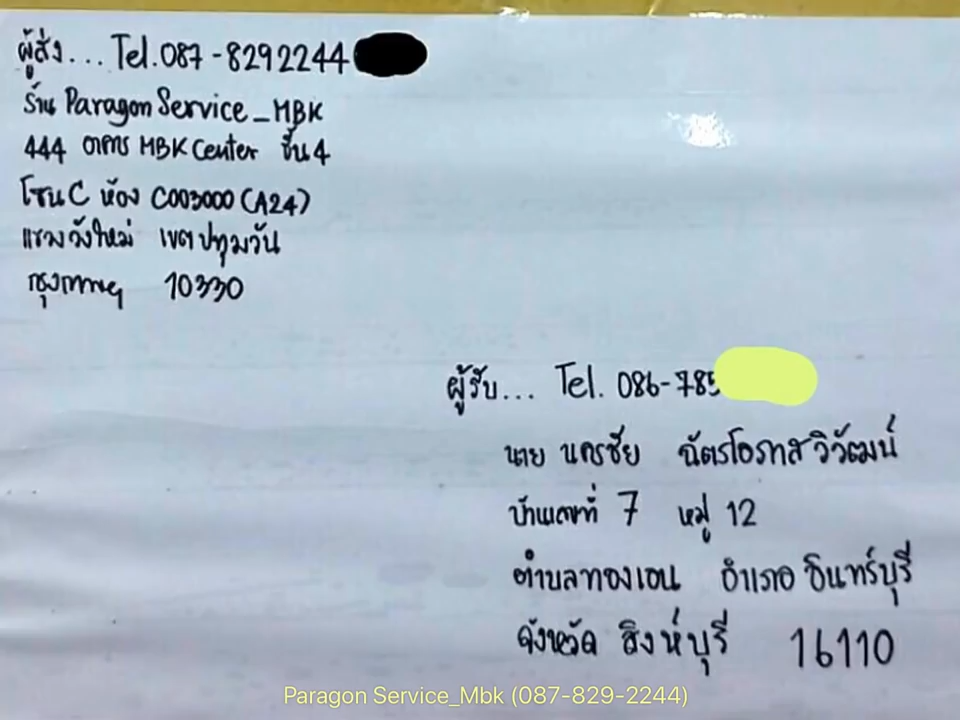 ผู้ส่ง... Tel. 087-8292244
ร้าน Paragon Service_MBK
444 อาคาร MBK Center ชั้น 4
โซน C ห้อง C003000 (A24)
แขวงวังใหม่ เขตปทุมวัน
กรุงเทพฯ 10330
ผู้รับ... Tel. 086-785
นาย นครชัย ฉัตรโอภาสวิวัฒน์
บ้านเลขที่ 7 หมู่ 12
ตำบลทองเอน อำเภอ อินทร์บุรี
จังหวัด สิงห์บุรี 16110
Paragon Service_Mbk (087-829-2244)